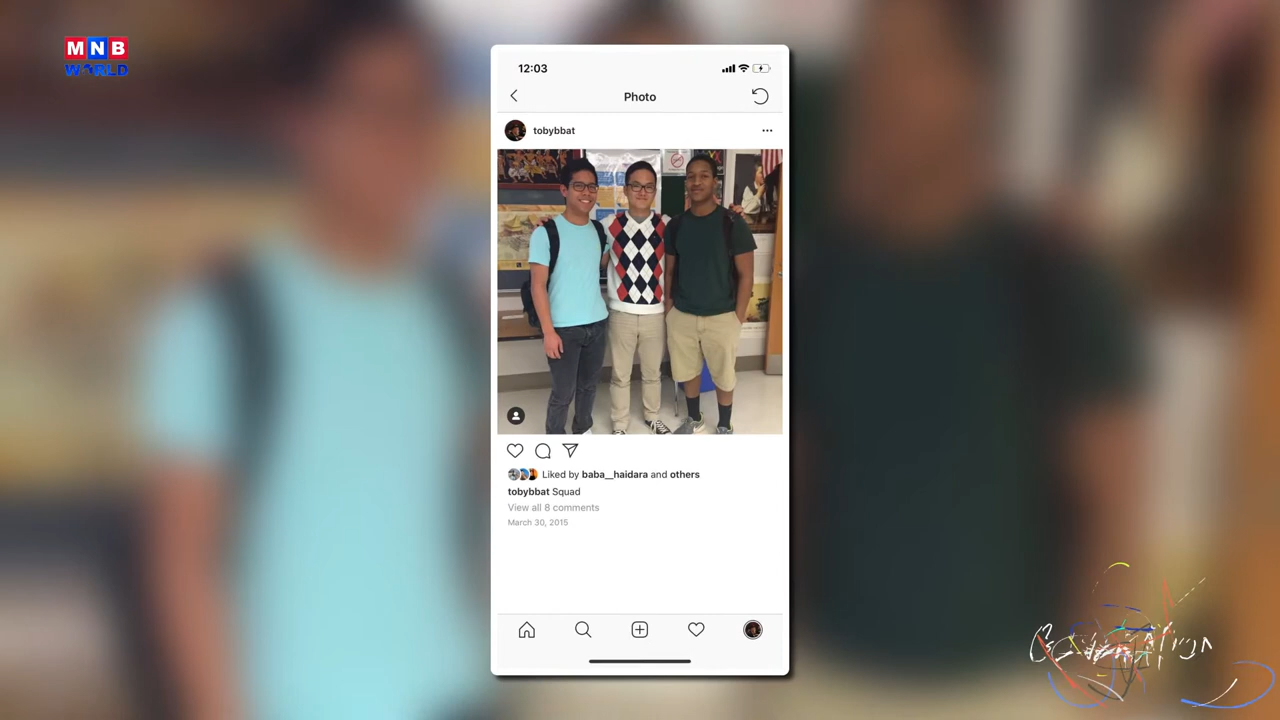 MNB
WORLD
12:03
Photo
tobybbat
Liked by baba__haidara and others
tobybbat Squad
View all 8 comments
March 30, 2015